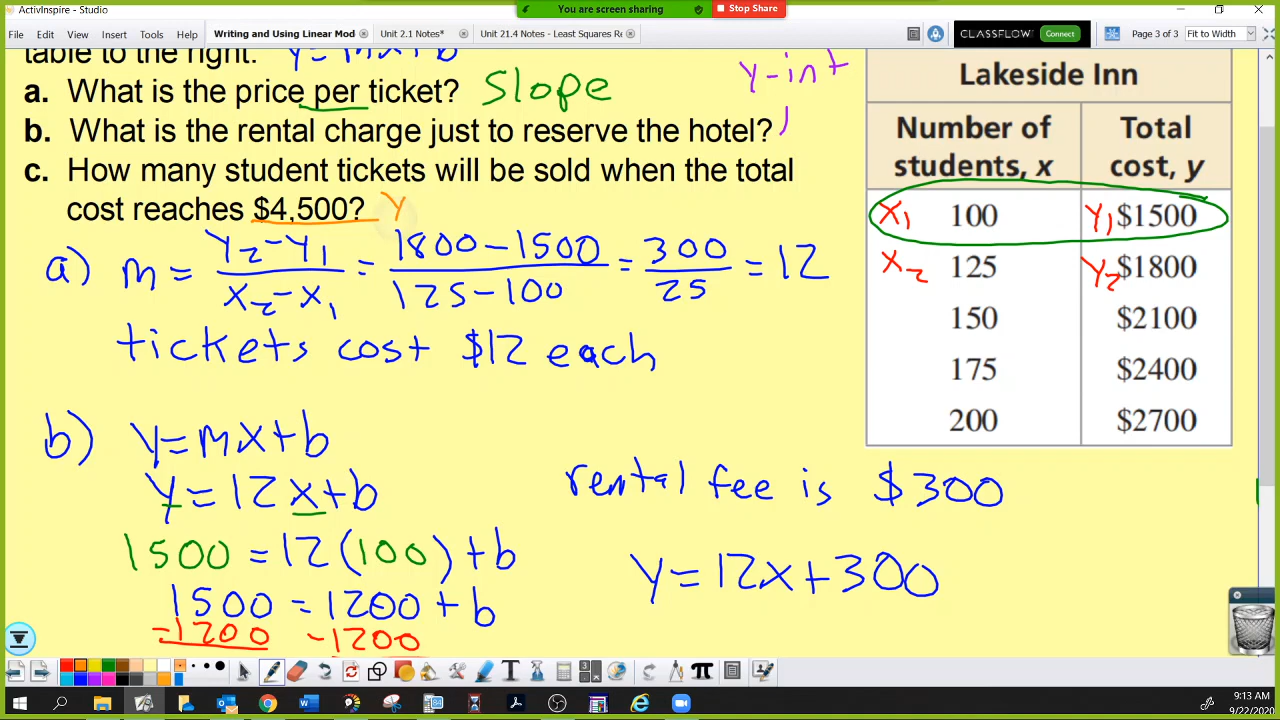 ActivInspire - Studio
You are screen sharing
Stop Share
File Edit View Insert Tools Help
Writing and Using Linear Mod
Unit 2.1 Notes*
Unit 21.4 Notes - Least Squares Re
CLASSFLOW Connect
Page 3 of 3
Fit to Width
table to the right. y=mx+b
a. What is the price per ticket? Slope
y-int
b. What is the rental charge just to reserve the hotel?
c. How many student tickets will be sold when the total
cost reaches $4,500? y
Lakeside Inn
Number of students, x Total cost, y
x1 100 y1 $1500
x2 125 y2 $1800
150 $2100
175 $2400
200 $2700
a) m = y2-y1 / x2-x1 = 1800-1500 / 125-100 = 300 / 25 = 12
tickets cost $12 each
b) y=mx+b
y=12x+b
1500=12(100)+b
1500=1200+b
-1200 -1200
rental fee is $300
y=12x+300
9:13 AM
9/22/2020